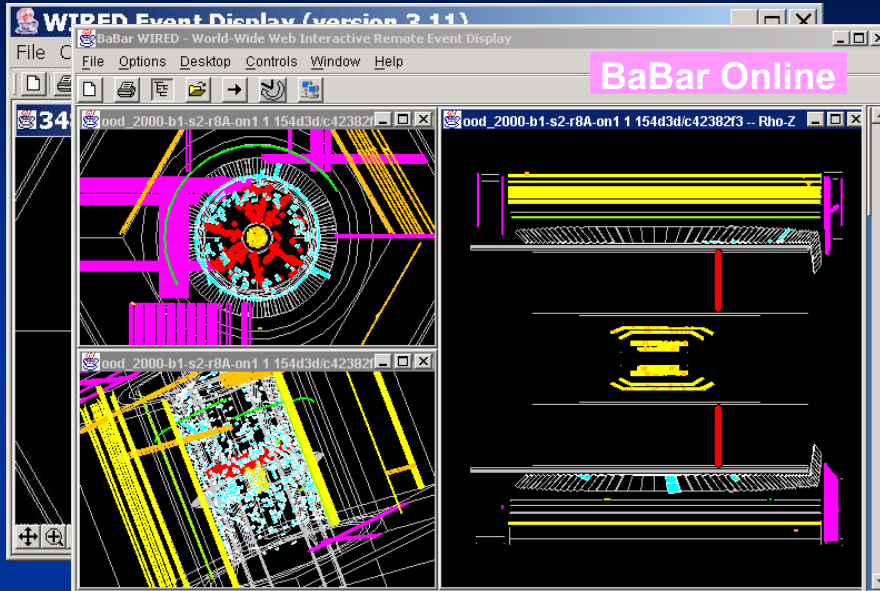 WIRED Event Display (version 3.11)
File
BaBar WIRED - World-Wide Web Interactive Remote Event Display
File Options Desktop Controls Window Help
BaBar Online
ood_2000-b1-s2-r8A-on1 1 154d3d/c42382f
ood_2000-b1-s2-r8A-on1 1 154d3d/c42382f3 -- Rho-Z
ood_2000-b1-s2-r8A-on1 1 154d3d/c42382f